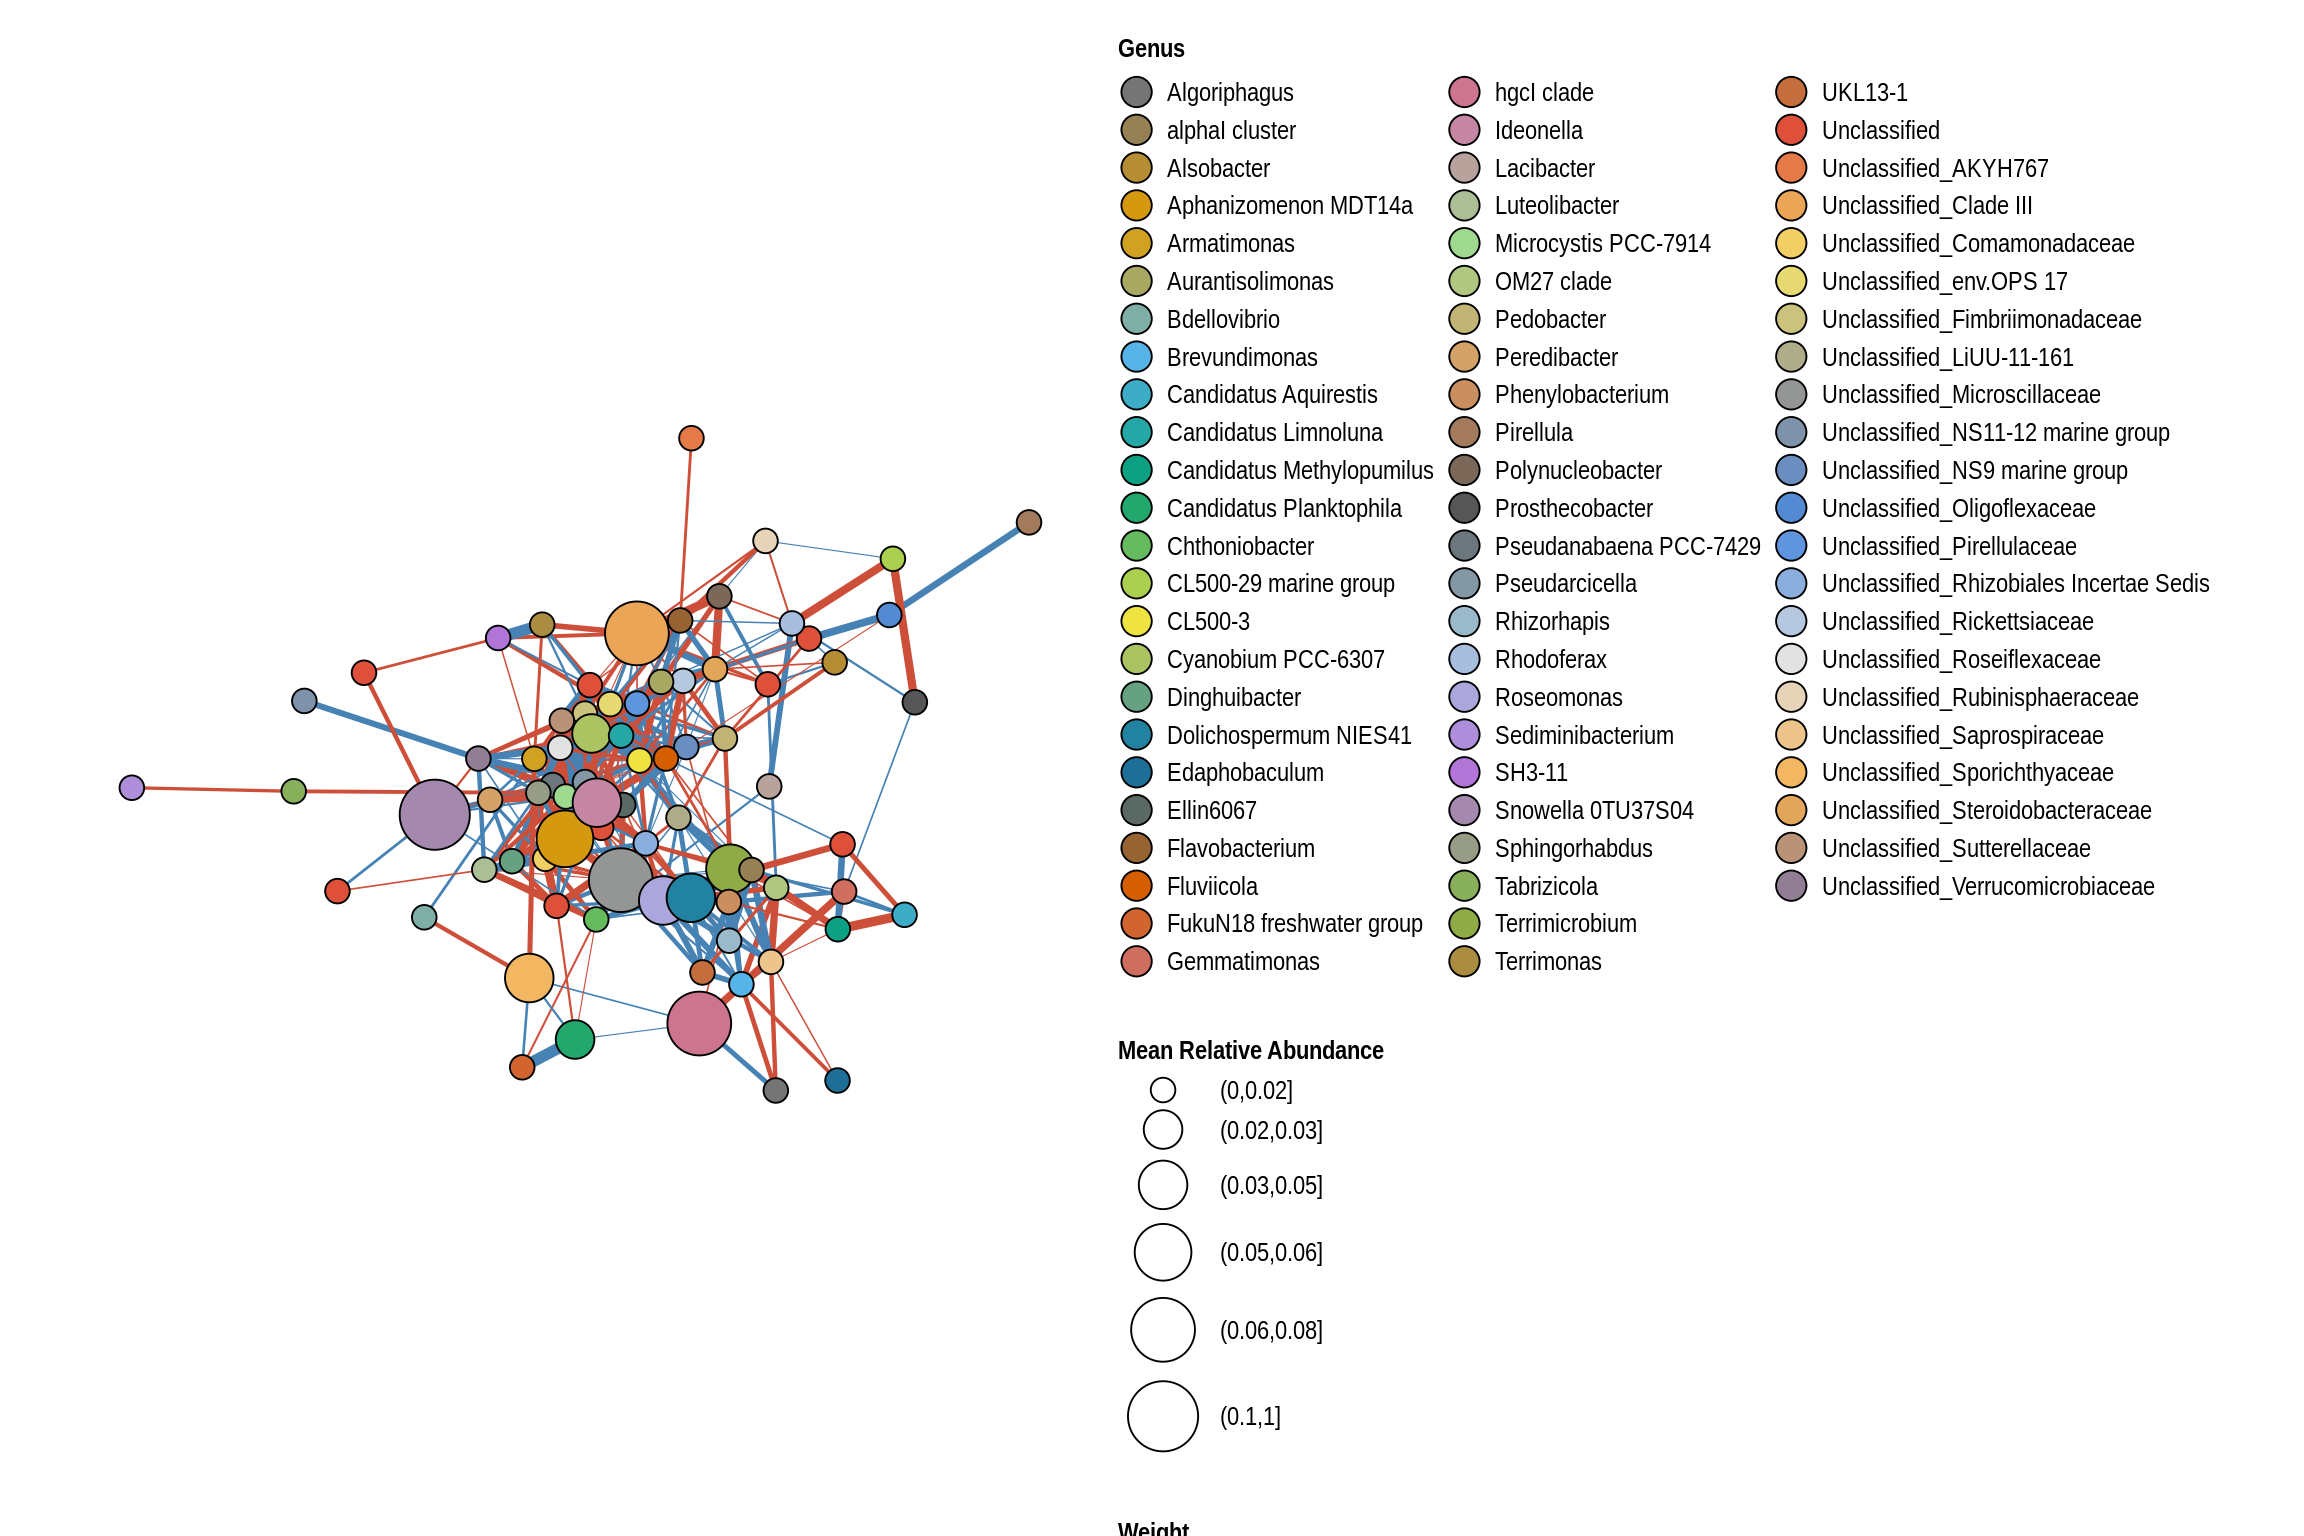 Genus
Algoriphagus
alphaI cluster
Alsobacter
Aphanizomenon MDT14a
Armatimonas
Aurantisolimonas
Bdellovibrio
Brevundimonas
Candidatus Aquirestis
Candidatus Limnoluna
Candidatus Methylopumilus
Candidatus Planktophila
Chthoniobacter
CL500-29 marine group
CL500-3
Cyanobium PCC-6307
Dinghuibacter
Dolichospermum NIES41
Edaphobaculum
Ellin6067
Flavobacterium
Fluviicola
FukuN18 freshwater group
Gemmatimonas
hgcI clade
Ideonella
Lacibacter
Luteolibacter
Microcystis PCC-7914
OM27 clade
Pedobacter
Peredibacter
Phenylobacterium
Pirellula
Polynucleobacter
Prosthecobacter
Pseudanabaena PCC-7429
Pseudarcicella
Rhizorhapis
Rhodoferax
Roseomonas
Sediminibacterium
SH3-11
Snowella 0TU37S04
Sphingorhabdus
Tabrizicola
Terrimicrobium
Terrimonas
UKL13-1
Unclassified
Unclassified_AKYH767
Unclassified_Clade III
Unclassified_Comamonadaceae
Unclassified_env.OPS 17
Unclassified_Fimbriimonadaceae
Unclassified_LiUU-11-161
Unclassified_Microscillaceae
Unclassified_NS11-12 marine group
Unclassified_NS9 marine group
Unclassified_Oligoflexaceae
Unclassified_Pirellulaceae
Unclassified_Rhizobiales Incertae Sedis
Unclassified_Rickettsiaceae
Unclassified_Roseiflexaceae
Unclassified_Rubinisphaeraceae
Unclassified_Saprospiraceae
Unclassified_Sporichthyaceae
Unclassified_Steroidobacteraceae
Unclassified_Sutterellaceae
Unclassified_Verrucomicrobiaceae
Mean Relative Abundance
(0,0.02]
(0.02,0.03]
(0.03,0.05]
(0.05,0.06]
(0.06,0.08]
(0.1,1]
Weight